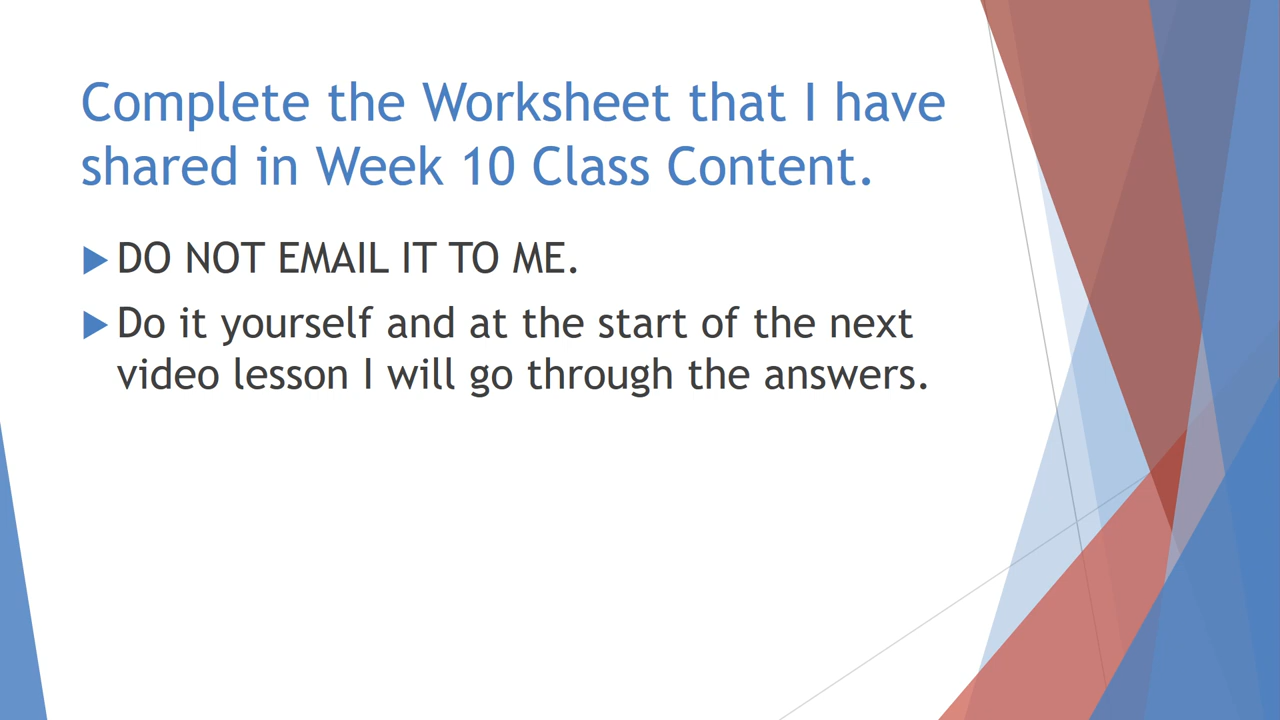 Complete the Worksheet that I have
shared in Week 10 Class Content.
DO NOT EMAIL IT TO ME.
Do it yourself and at the start of the next
video lesson I will go through the answers.